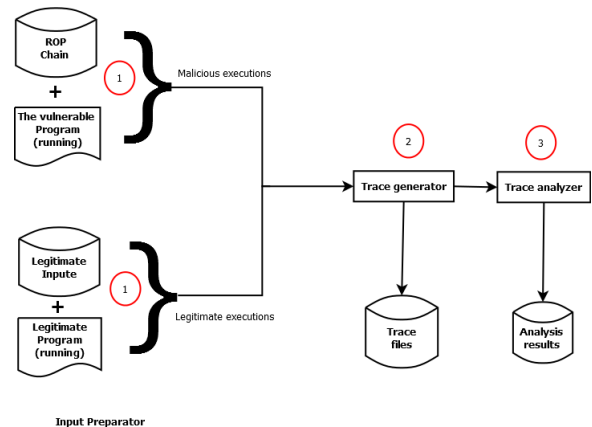 ROP
Chain
+
The vulnerable
Program
(running)
1
Malicious executions
2
3
Trace generator
Trace analyzer
Legitimate
Inpute
+
Legitimate
Program
(running)
1
Legitimate executions
Trace
files
Analysis
results
Input Preparator